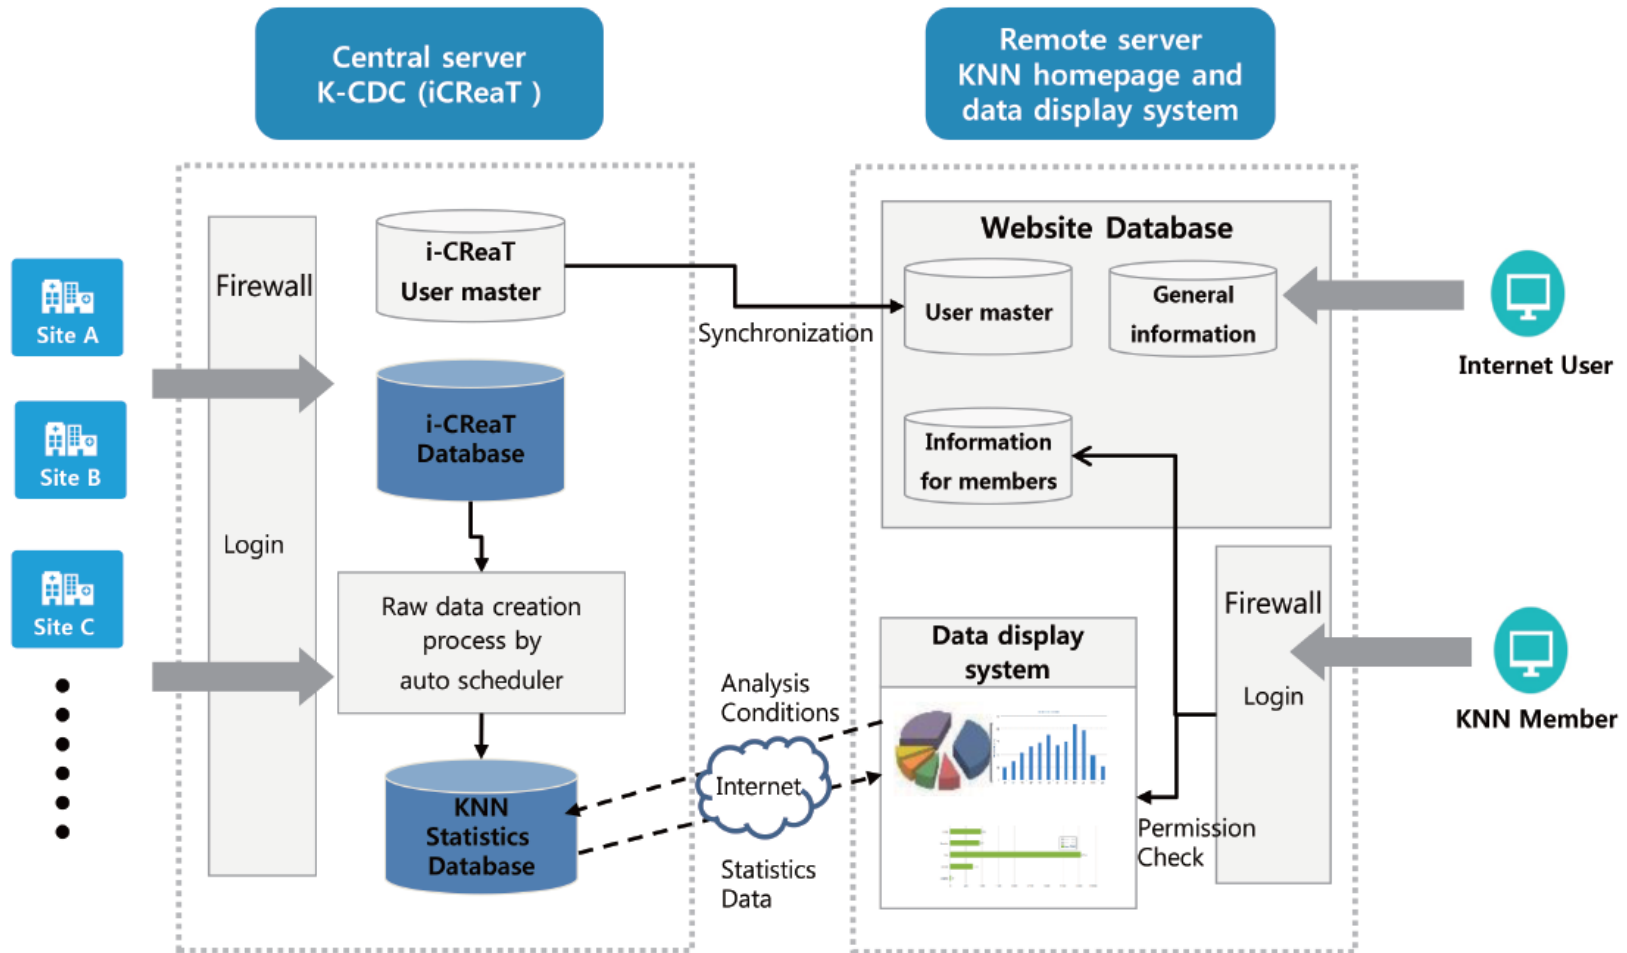 Central server
K-CDC (iCReaT )
Remote server
KNN homepage and
data display system
Site A
Site B
Site C
Firewall
Login
i-CReaT
User master
i-CReaT
Database
Raw data creation
process by
auto scheduler
KNN
Statistics
Database
Synchronization
Analysis
Conditions
Internet
Statistics
Data
Website Database
User master
General
information
Information
for members
Data display
system
Permission
Check
Firewall
Login
Internet User
KNN Member